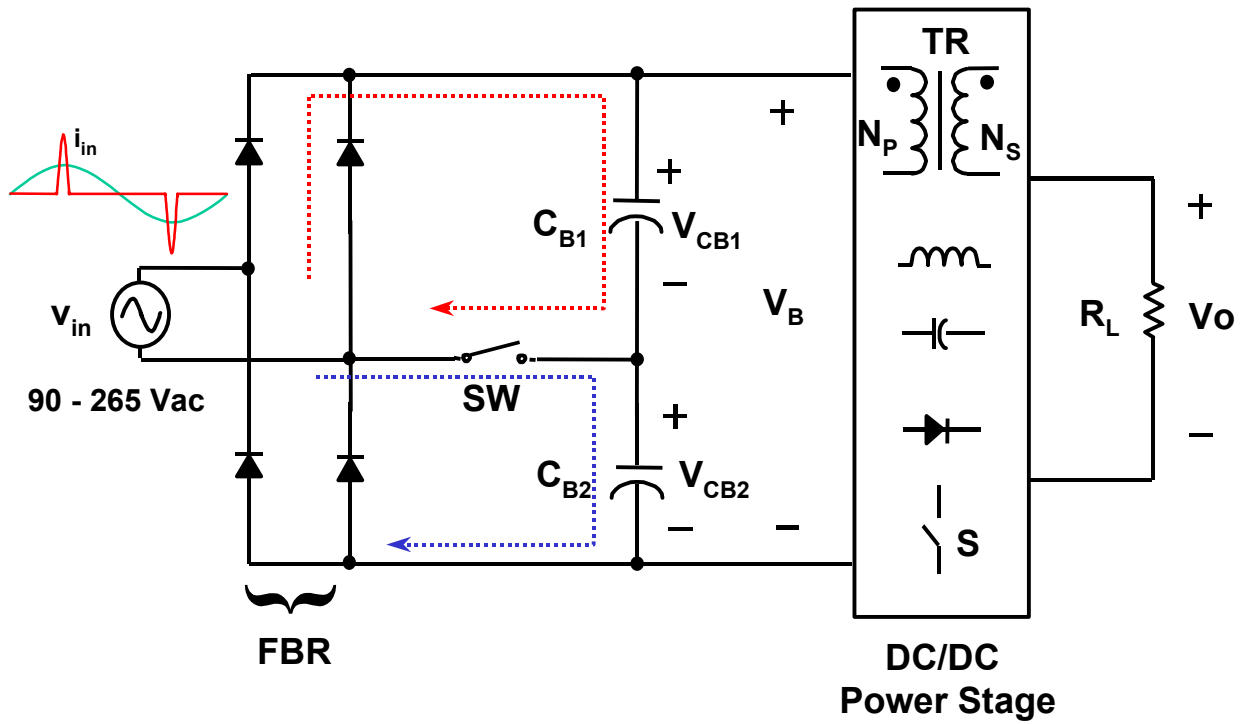 TR
N_P N_S
i_in
+
+
+
C_B1 V_CB1
−
v_in
V_B
R_L Vo
90 - 265 Vac
SW
+
−
C_B2 V_CB2
−
−
S
FBR
DC/DC
Power Stage